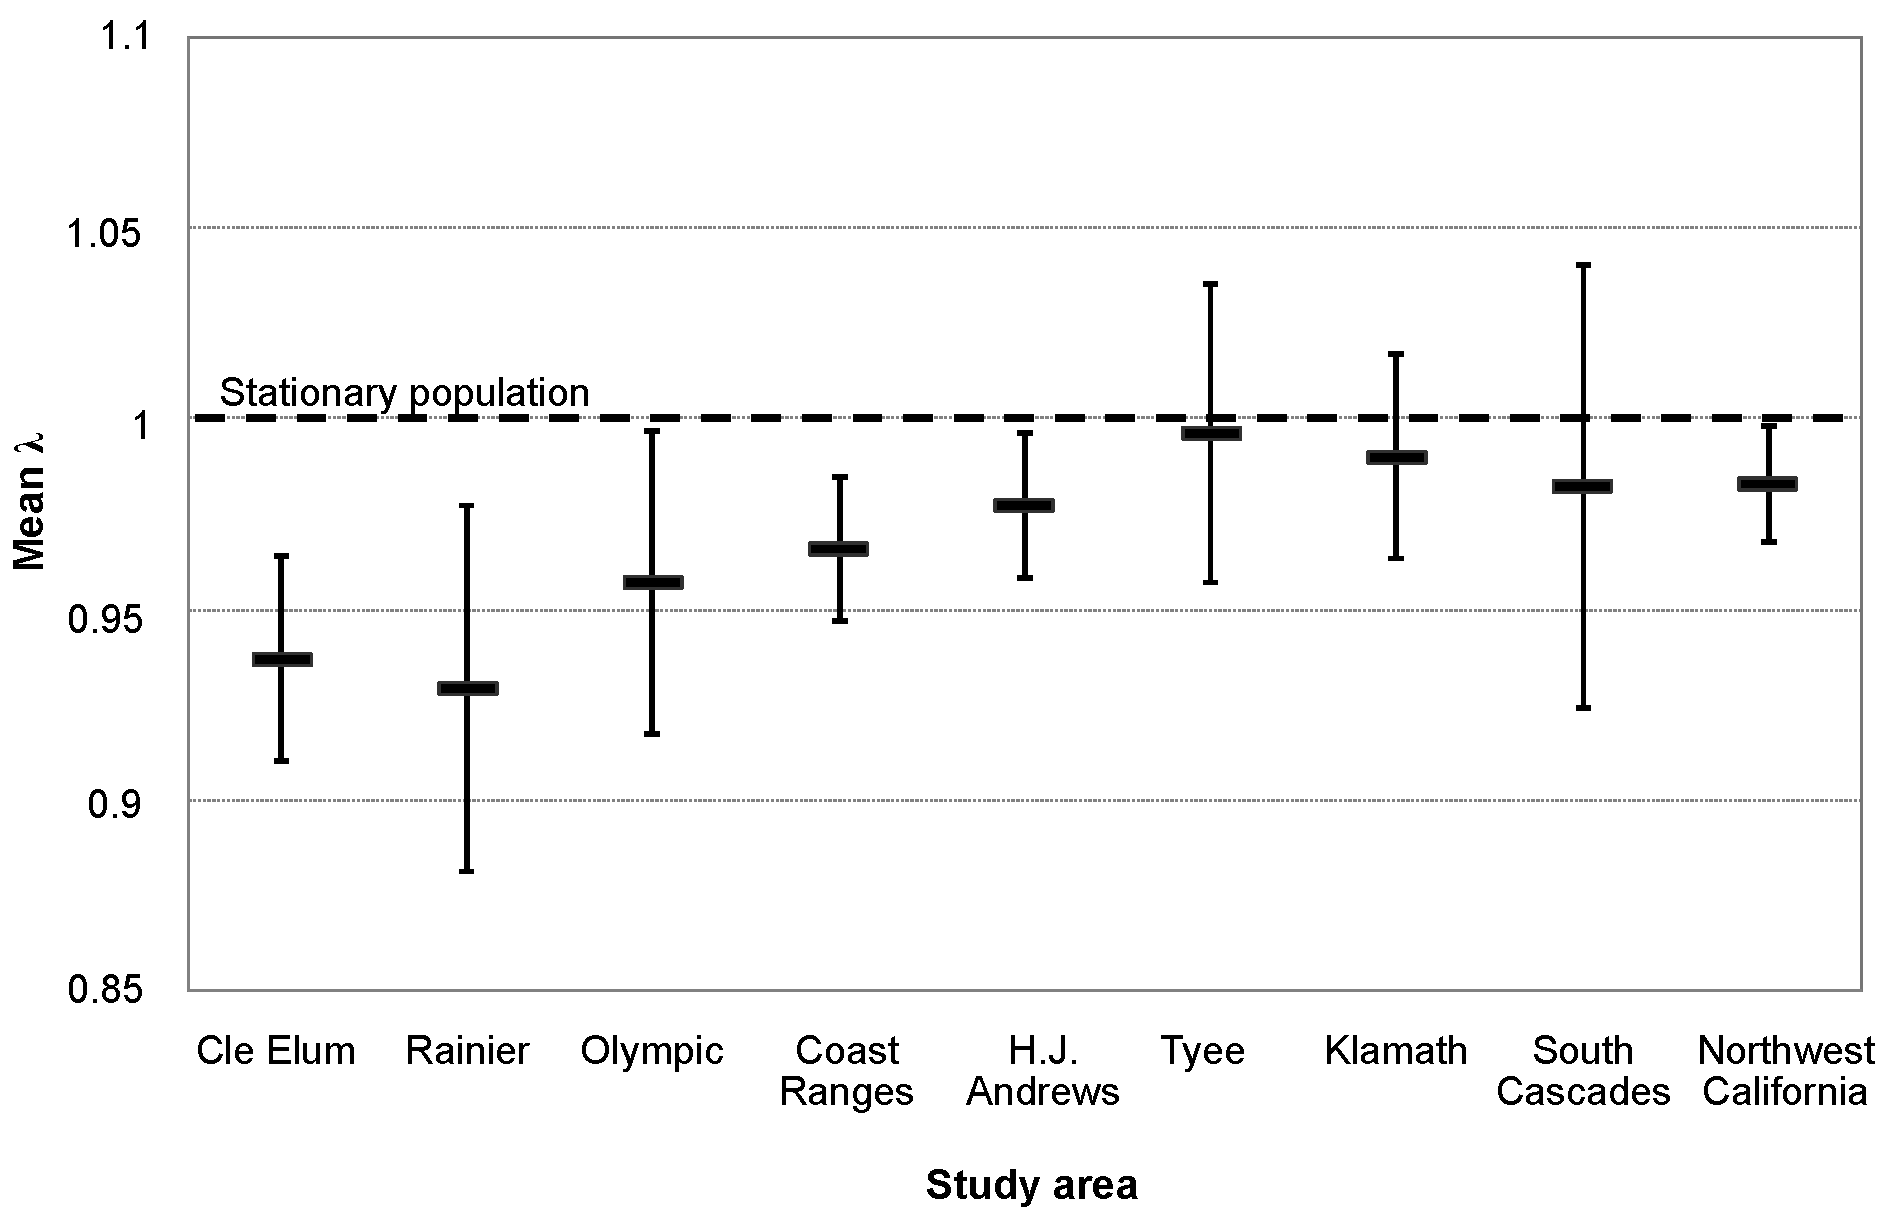 1.1
1.05
Stationary population
1
0.95
0.9
0.85
Mean λ
Cle Elum
Rainier
Olympic
Coast
Ranges
H.J.
Andrews
Tyee
Klamath
South
Cascades
Northwest
California
Study area